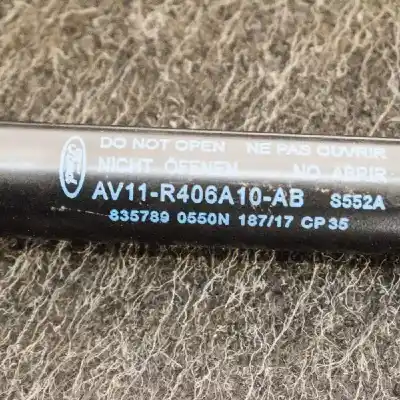 DO NOT OPEN NE PAS OUVRIR
NICHT ÖFFNEN NO ABRIR
Ford
AV11-R406A10-AB S552A
835789 0550N 187/17 CP35